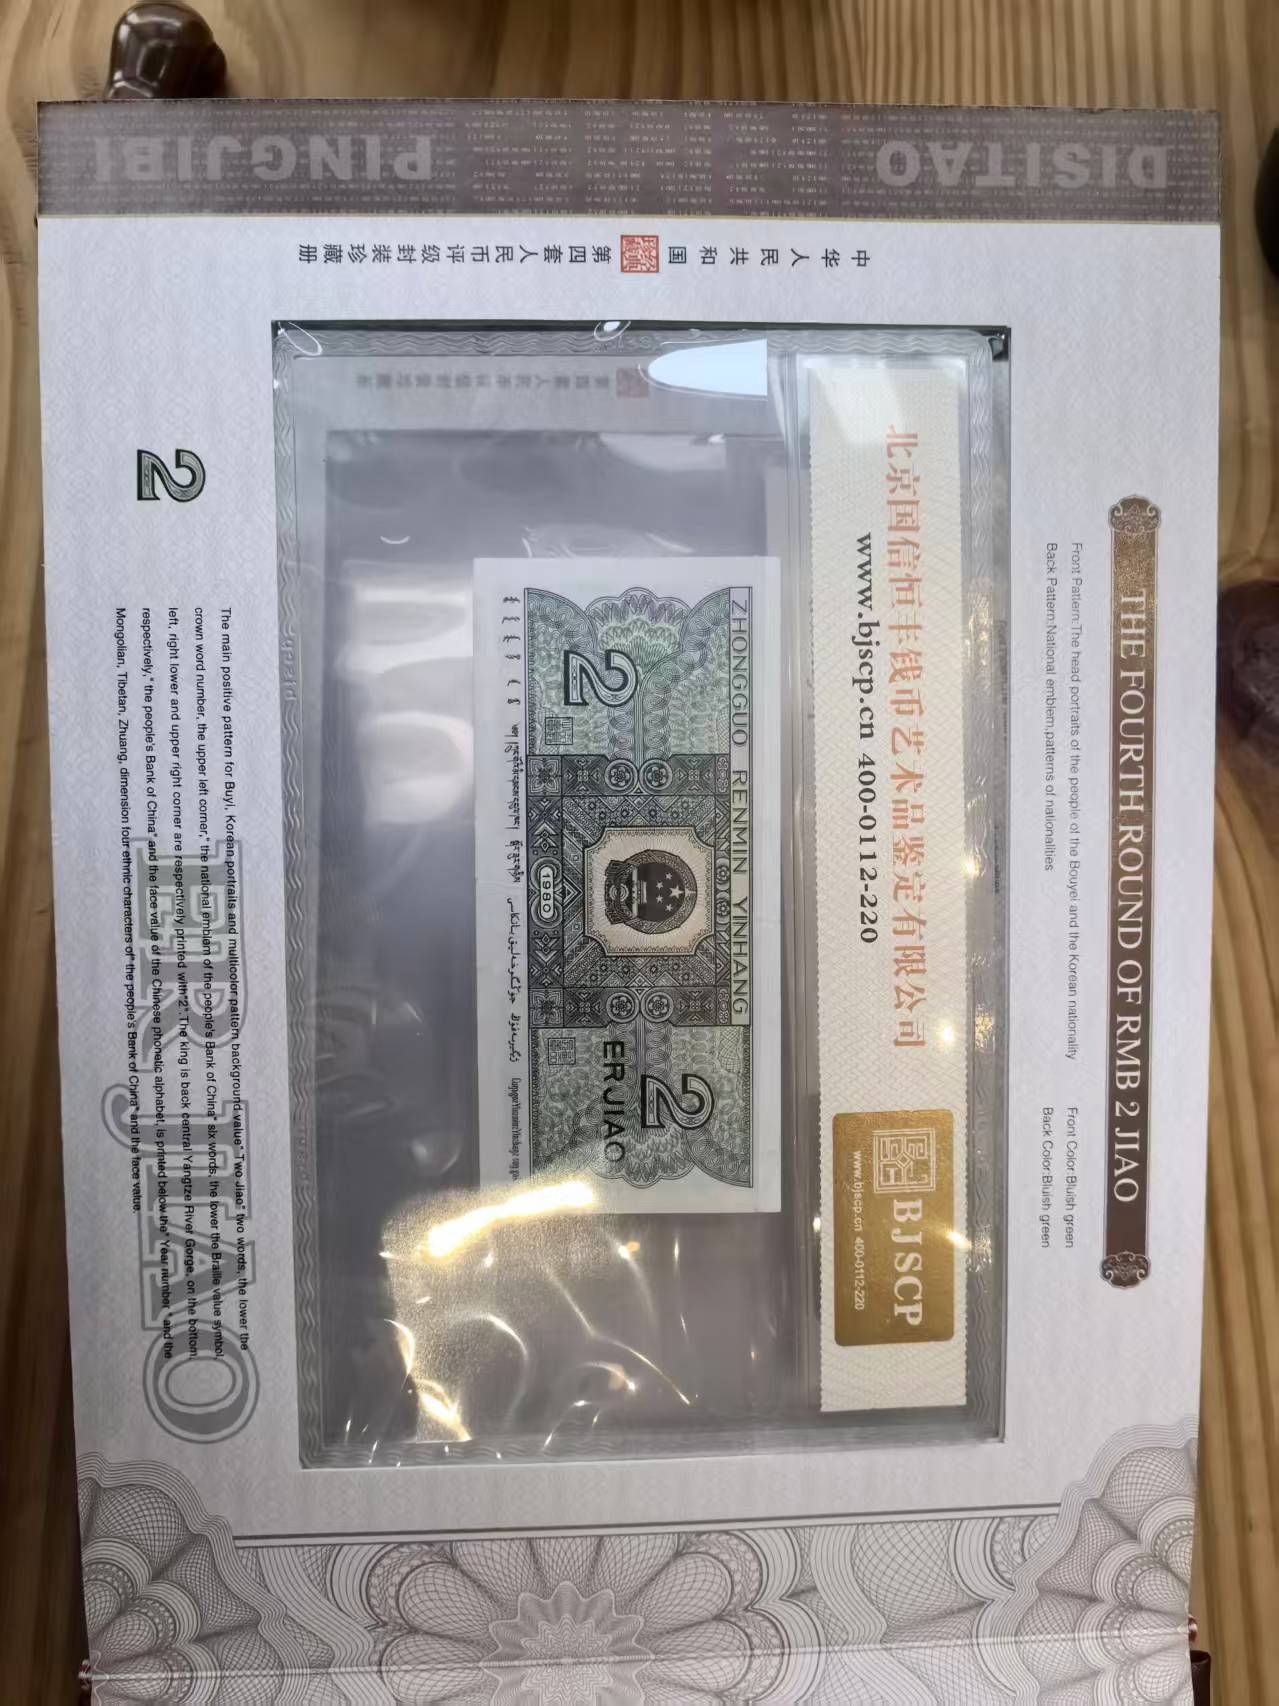 DISITAO PINGJIBI
中华人民共和国 第四套人民币评级封装珍藏册
THE FOURTH ROUND OF RMB 2 JIAO
Front Pattern:The head portraits of the people of the Bouyei and the Korean nationality
Front Color:Bluish green
Back Pattern:National emblem,patterns of nationalities
Back Color:Bluish green
北京国信恒丰钱币艺术品鉴定有限公司
www.bjscp.cn 400-0112-220
BJSCP
www.bjscp.cn 400-0112-220
ZHONGGUO RENMIN YINHANG
2
2
ERJIAO
1980
2
ERJIAO
The main positive pattern for Buyi, Korean portraits and multicolor pattern background value" Two Jiao" two words, the lower the
crown word number, the upper left corner," the national emblem of the people's Bank of China" six words, the lower the Braille value symbol,
left, right lower and upper right corner are respectively printed with"2".The king is back central Yangtze River Gorge, on the bottom,
respectively," the people's Bank of China" and the face value of the Chinese phonetic alphabet, is printed below the" Year number" and the
Mongolian, Tibetan, Zhuang, dimension four ethnic characters of" the people's Bank of China" and the face value.